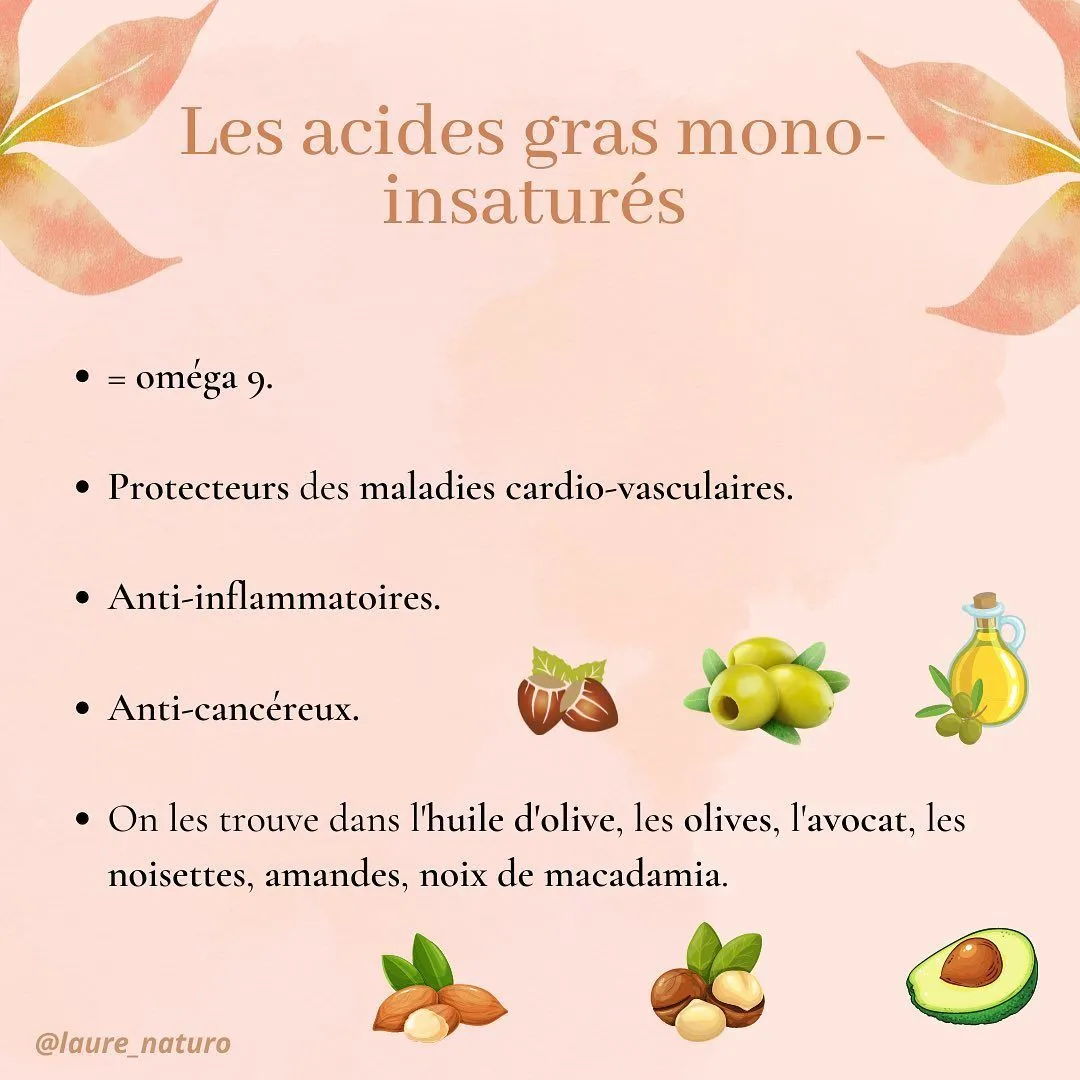 Les acides gras mono-
insaturés
• = oméga 9.
• Protecteurs des maladies cardio-vasculaires.
• Anti-inflammatoires.
• Anti-cancéreux.
• On les trouve dans l'huile d'olive, les olives, l'avocat, les
noisettes, amandes, noix de macadamia.
@laure_naturo